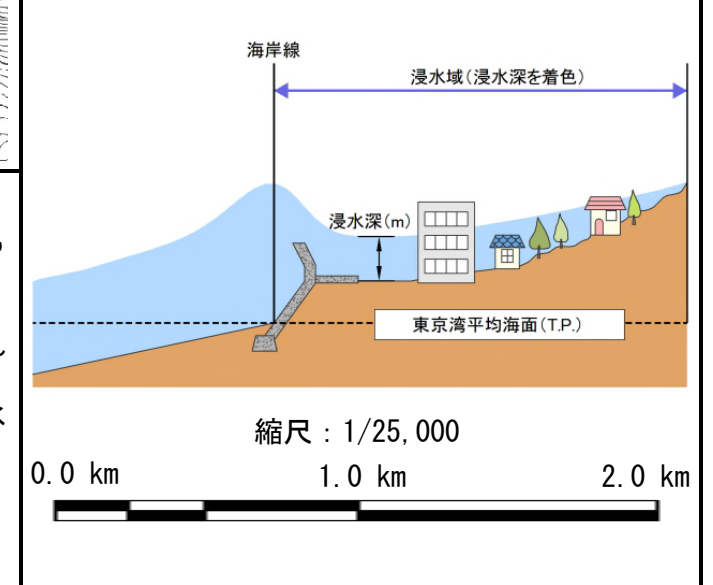 海岸線
浸水域(浸水深を着色)
浸水深(m)
東京湾平均海面(T.P.)
縮尺：1/25,000
0.0 km 1.0 km 2.0 km